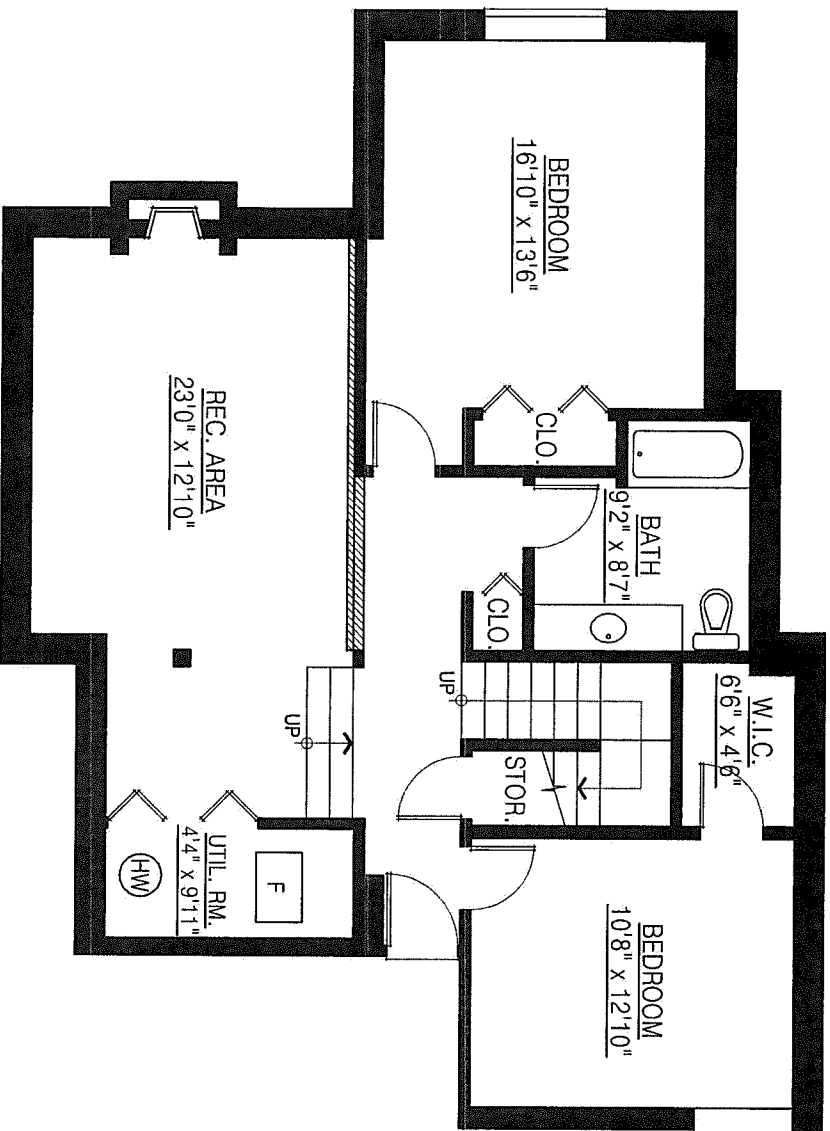 BEDROOM
16'10" x 13'6"
CLO.
BATH
9'2" x 8'7"
CLO.
W.I.C.
6'6" x 4'6"
UP
STOR.
BEDROOM
10'8" x 12'10"
REC. AREA
23'0" x 12'10"
UP
UTIL. RM.
4'4" x 9'11"
F
HW